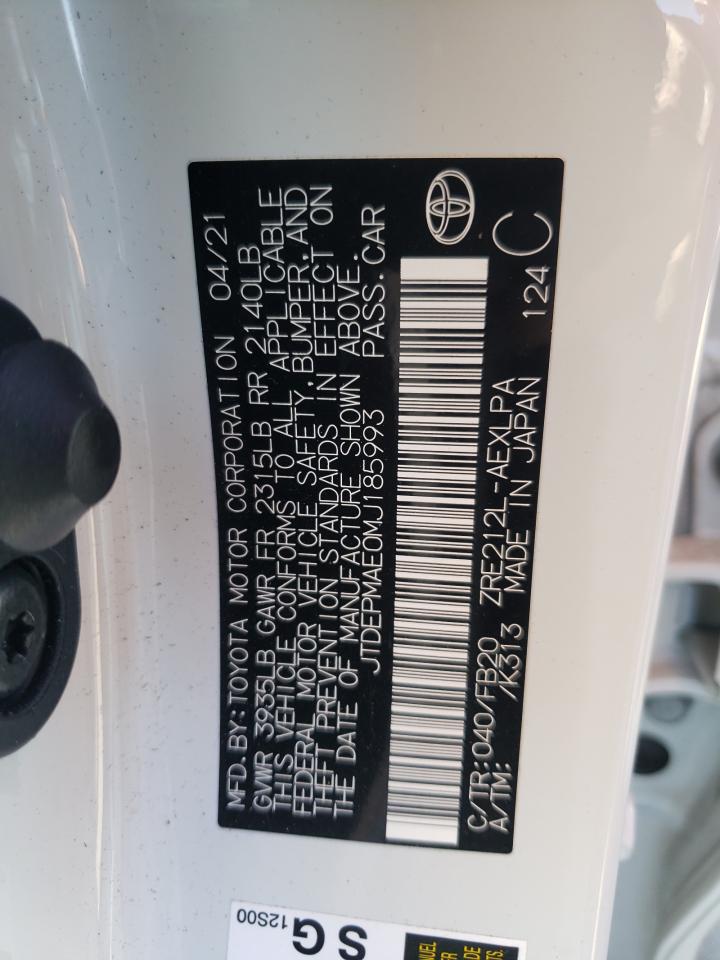 MFD.BY:TOYOTA MOTOR CORPORATION 04/21
GVWR 3935LB GAWR FR 2315LB RR 2140LB
THIS VEHICLE CONFORMS TO ALL APPLICABLE
FEDERAL MOTOR VEHICLE SAFETY,BUMPER,AND
THEFT PREVENTION STANDARDS IN EFFECT ON
THE DATE OF MANUFACTURE SHOWN ABOVE.
JTDEPMAE0MJ185993 PASS.CAR
C/TR:040/FB20 ZRE212L-AEXLPA 124
A/TM: /K313 MADE IN JAPAN C
SG
12S00